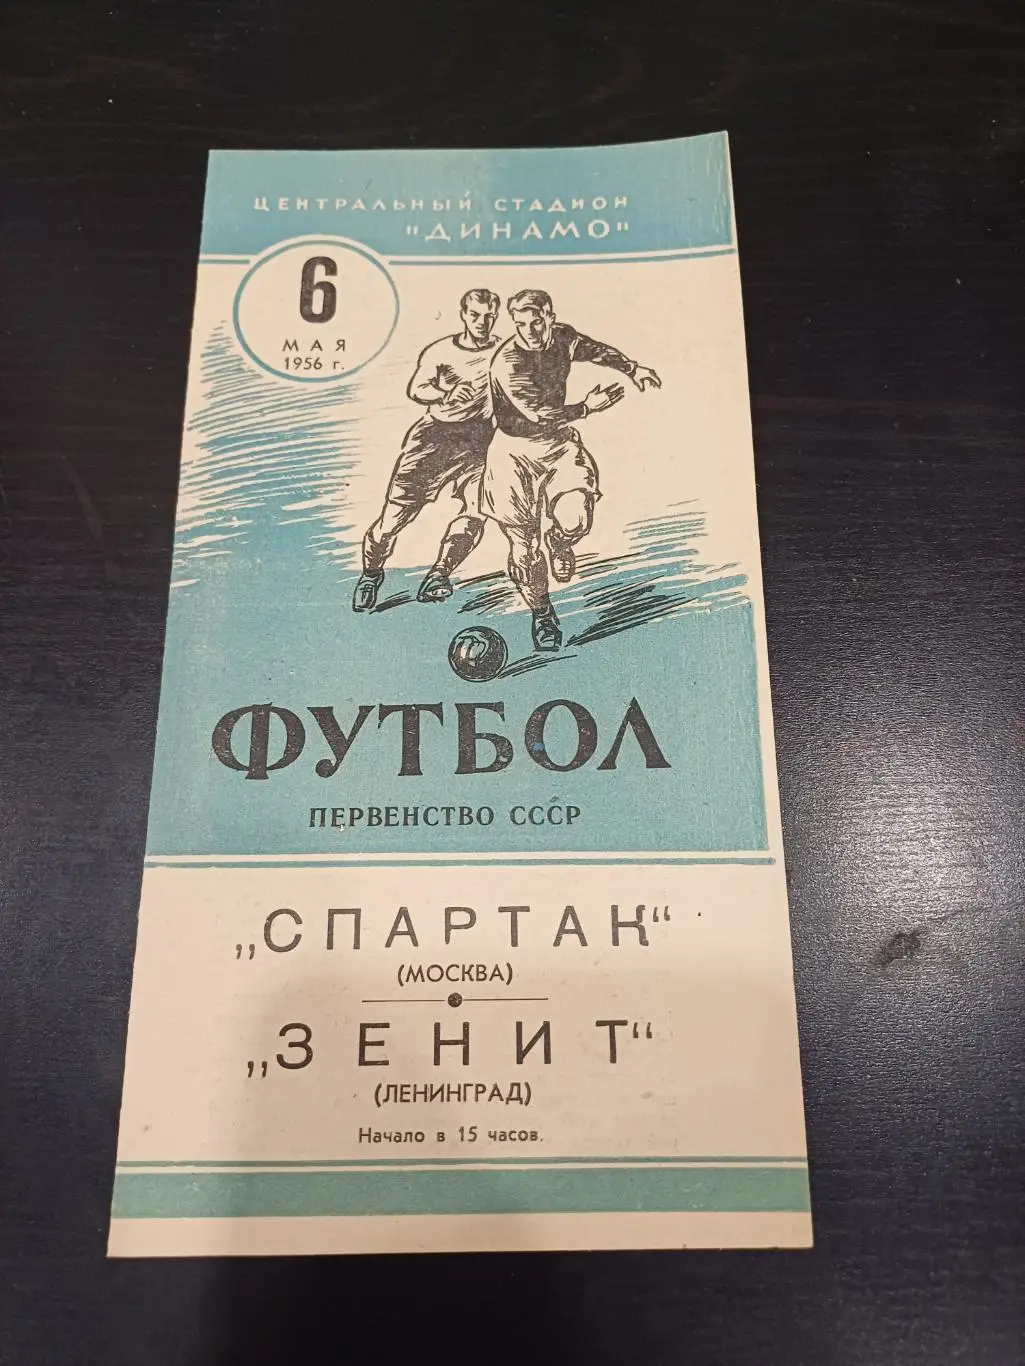 ЦЕНТРАЛЬНЫЙ СТАДИОН
"ДИНАМО"
6
МАЯ
1956 г.
ФУТБОЛ
ПЕРВЕНСТВО СССР
„СПАРТАК“
(МОСКВА)
„ЗЕНИТ“
(ЛЕНИНГРАД)
Начало в 15 часов.